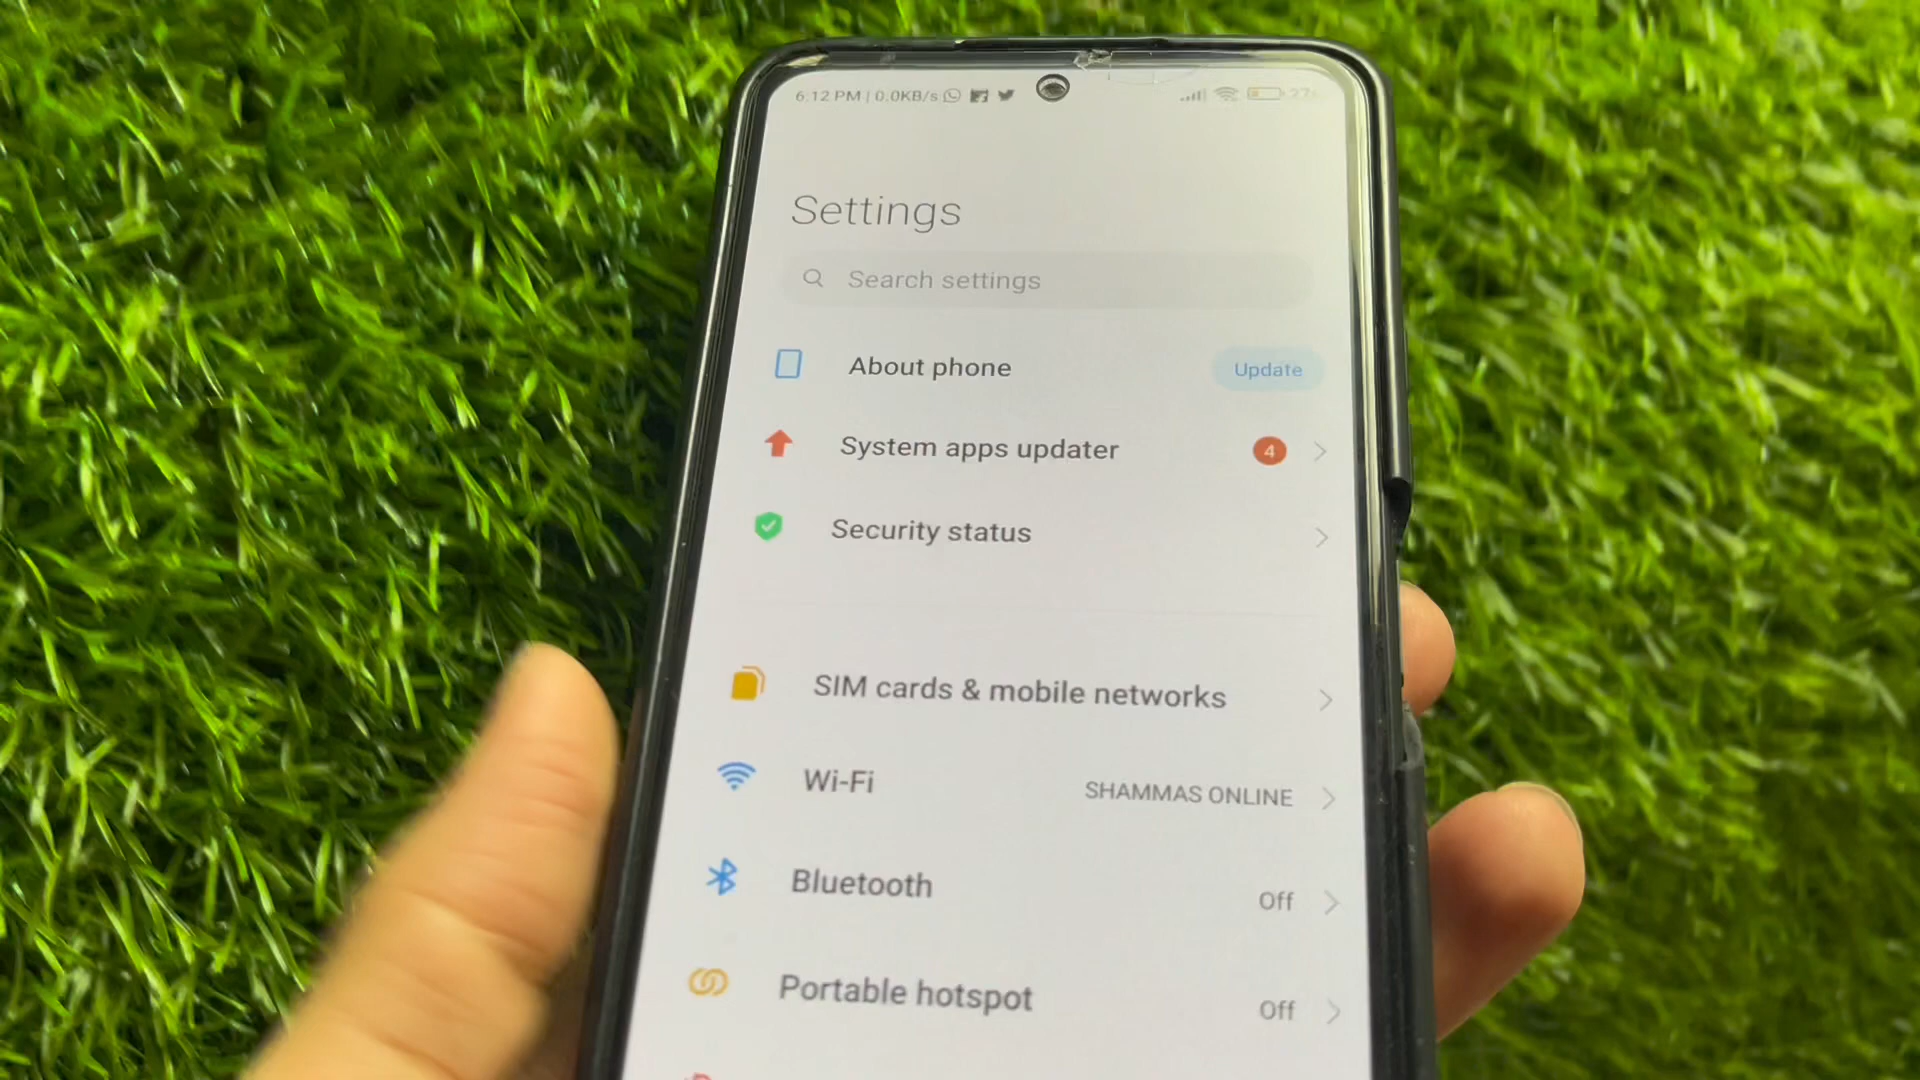 6:12 PM | 0.0KB/s
27
Settings
Search settings
About phone Update
System apps updater 4
Security status
SIM cards & mobile networks
Wi-Fi SHAMMAS ONLINE
Bluetooth Off
Portable hotspot Off